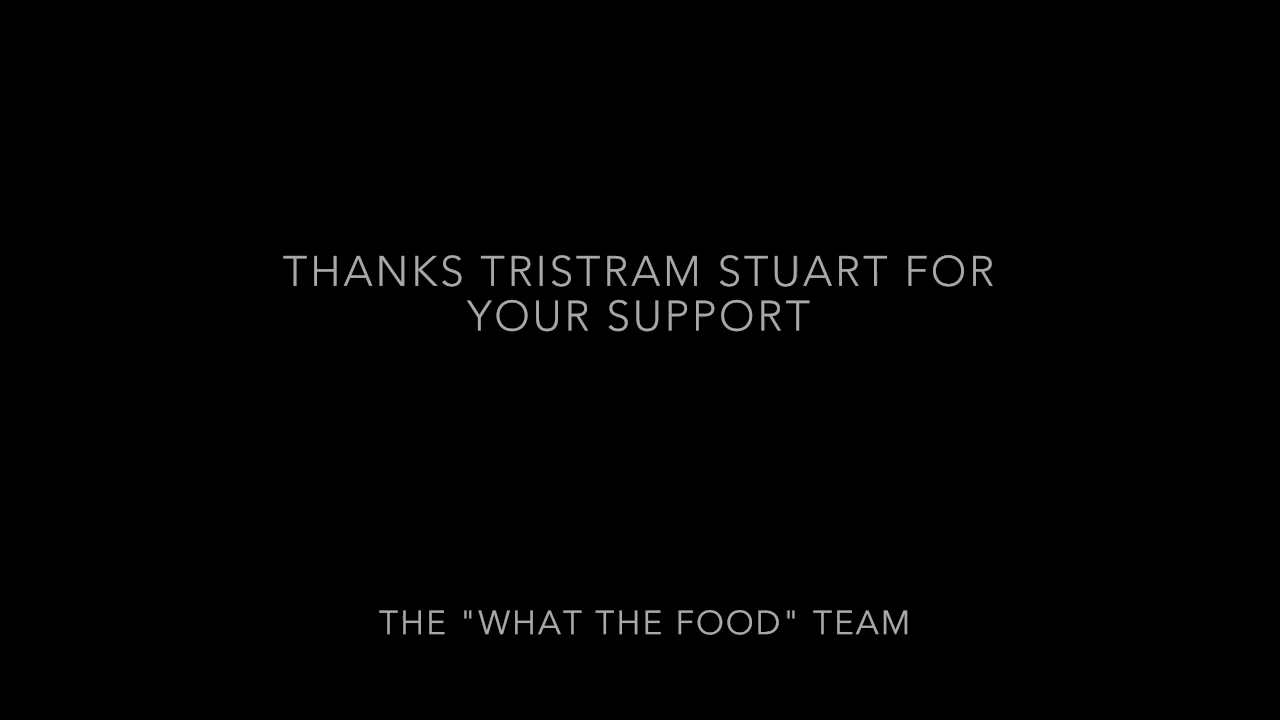 THANKS TRISTRAM STUART FOR
YOUR SUPPORT
THE "WHAT THE FOOD" TEAM